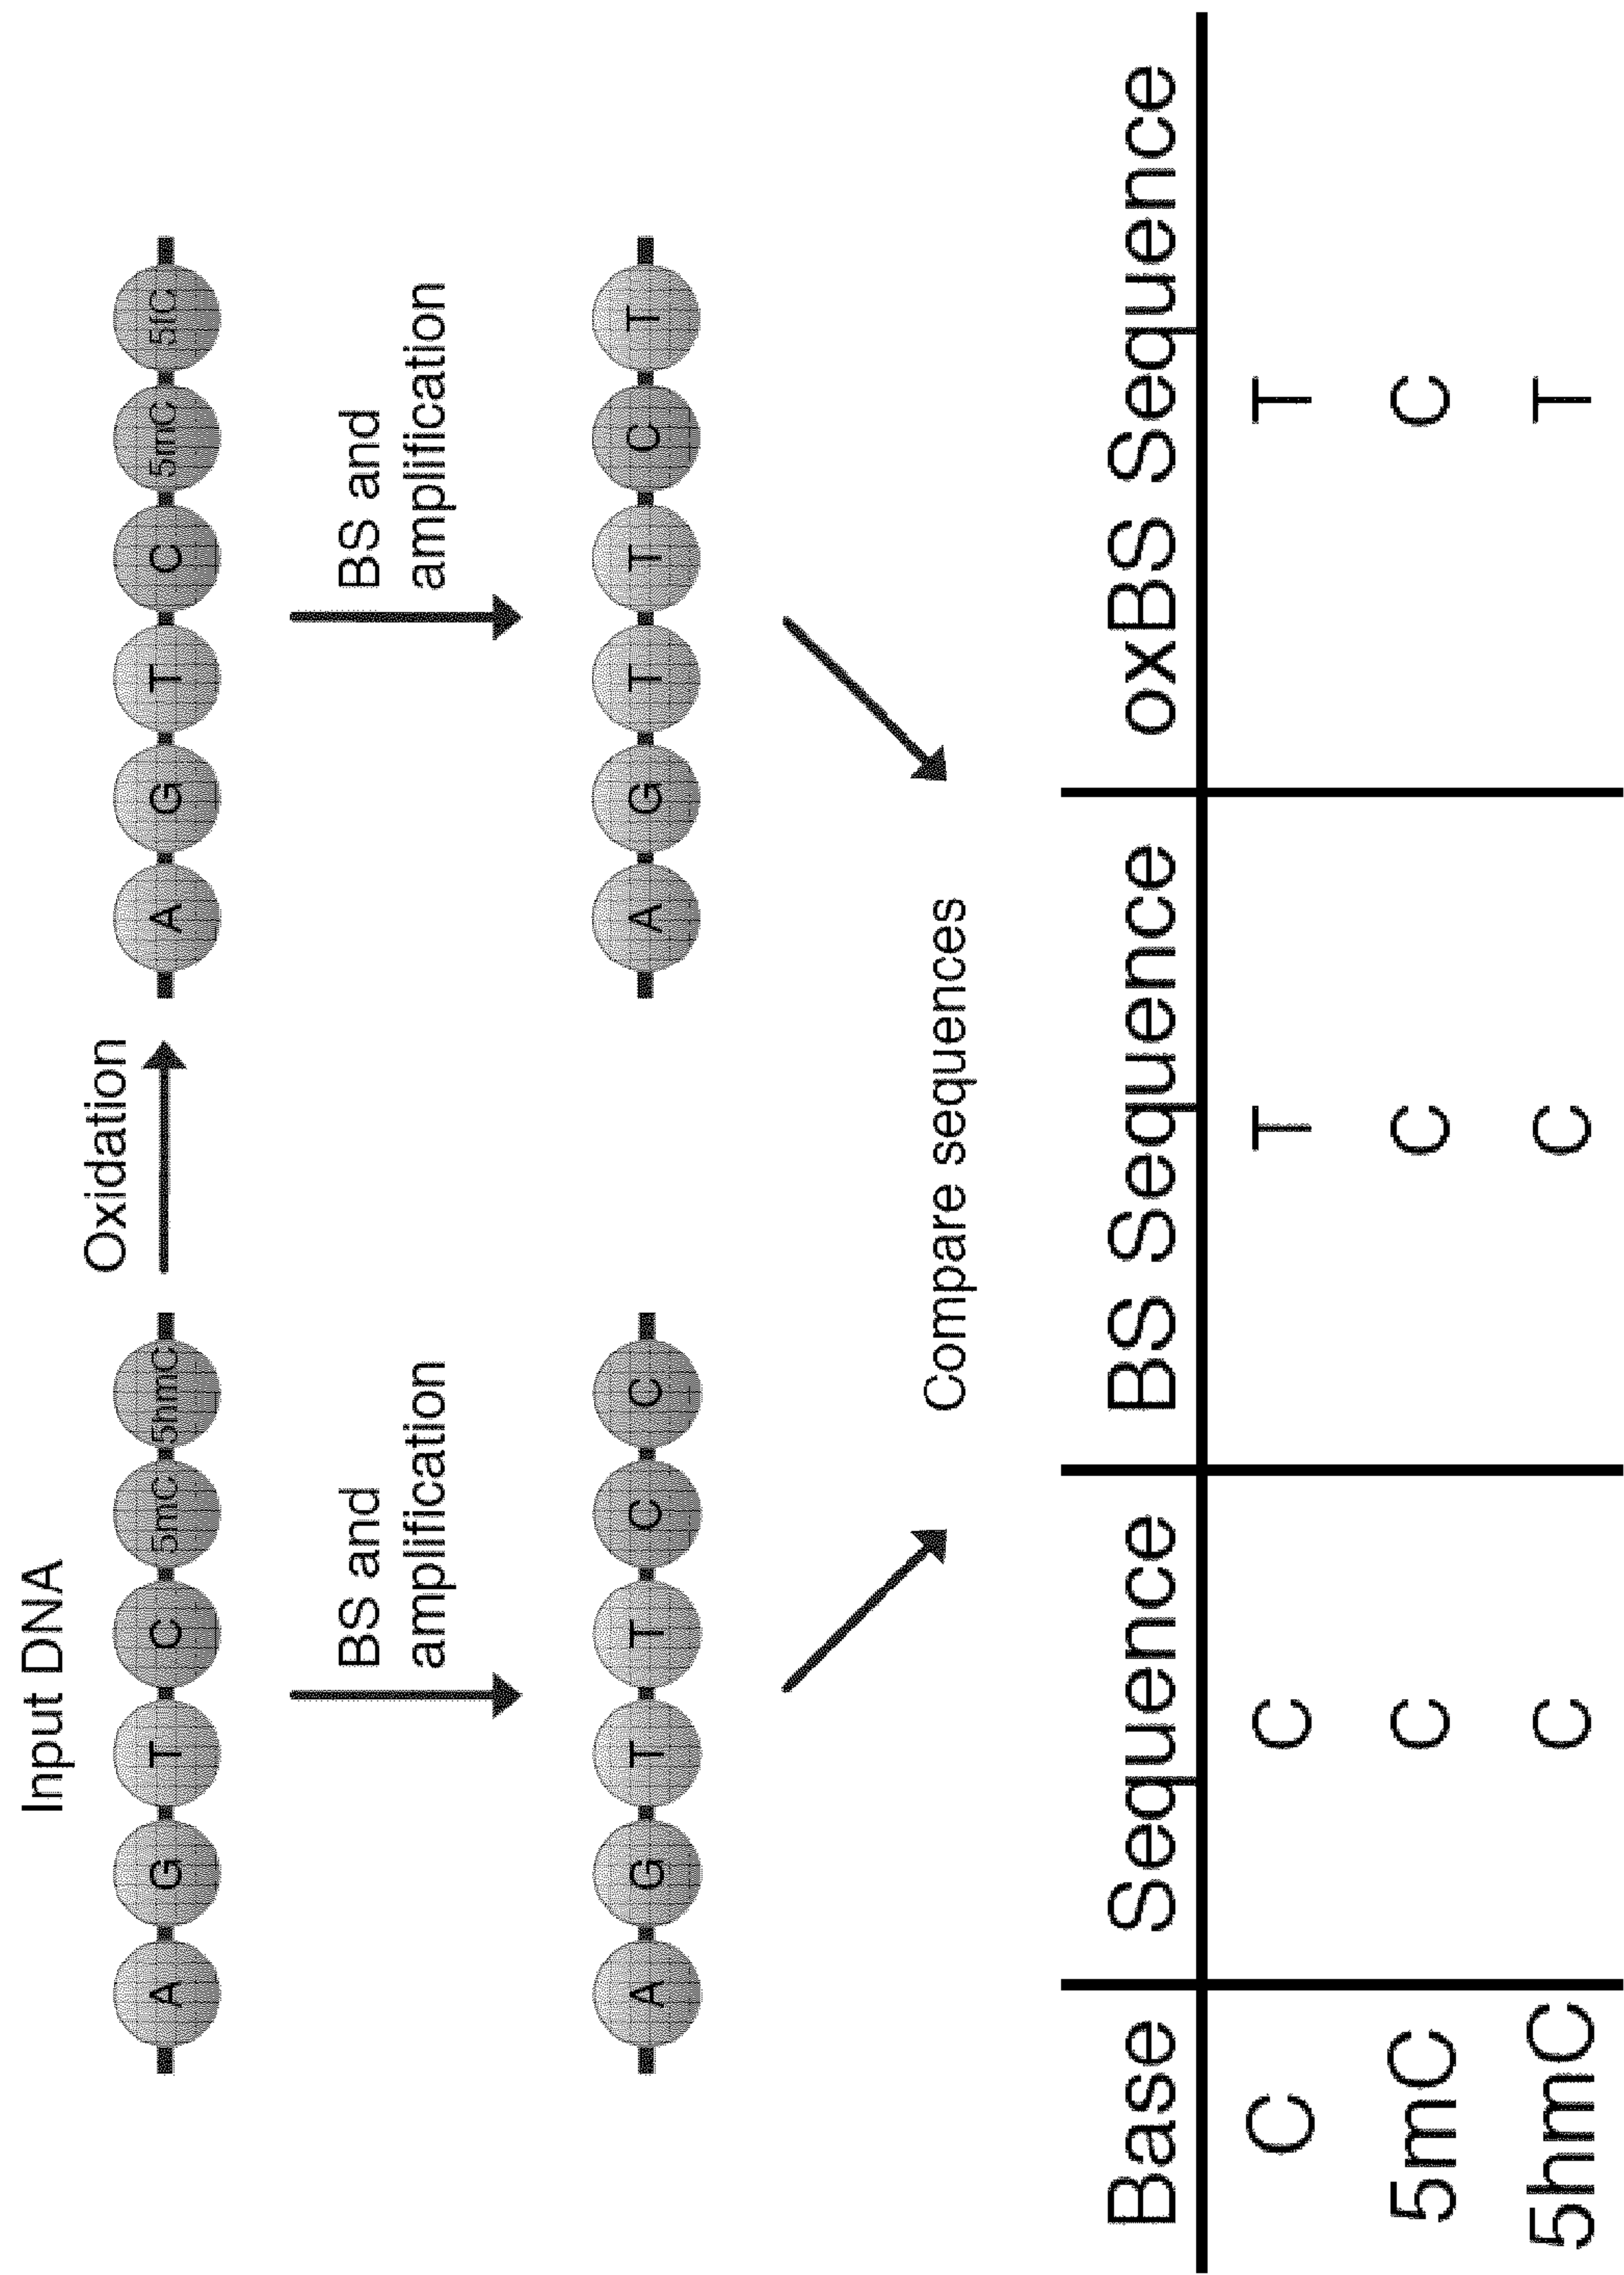 Input DNA
Oxidation
A G T C 5mC 5hmC
A G T C 5mC 5fC
BS and
amplification
BS and
amplification
A G T T C C
A G T T C T
Compare sequences
Base Sequence BS Sequence oxBS Sequence
C C T T
5mC C C C
5hmC C C T